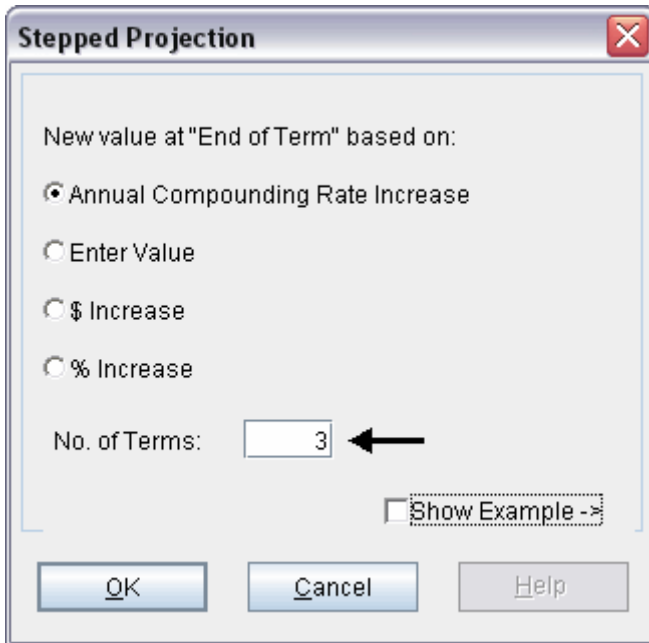 Stepped Projection
New value at "End of Term" based on:
Annual Compounding Rate Increase
Enter Value
$ Increase
% Increase
No. of Terms: 3
Show Example ->
OK Cancel Help